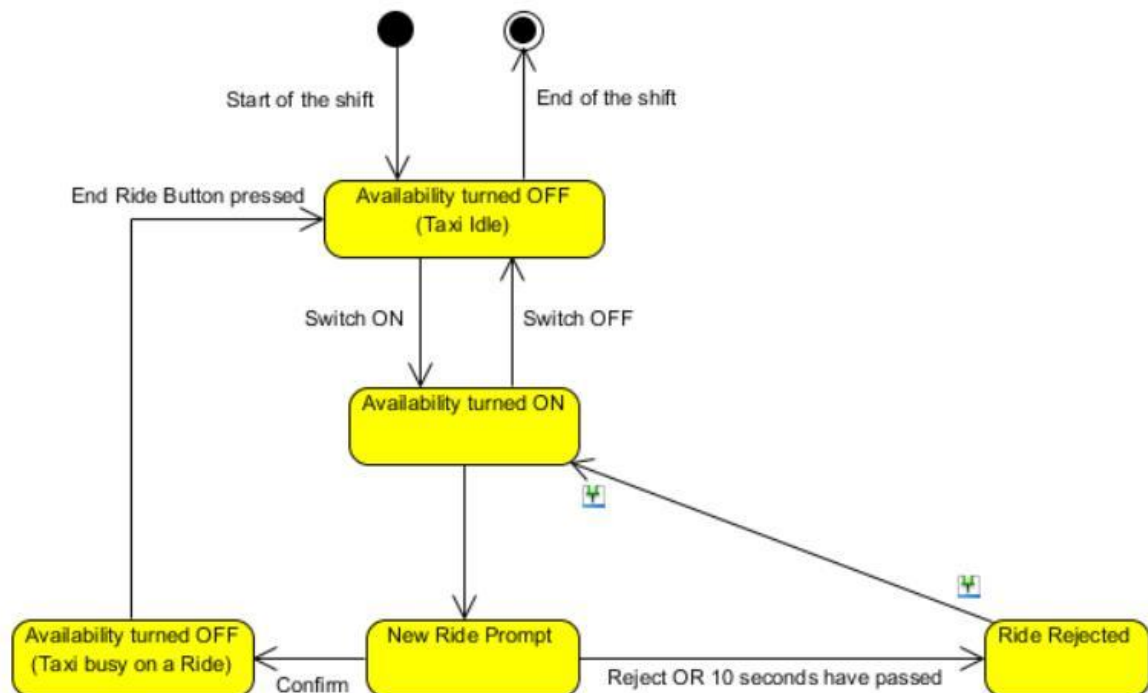 Start of the shift
End of the shift
End Ride Button pressed
Availability turned OFF
(Taxi Idle)
Switch ON
Switch OFF
Availability turned ON
Availability turned OFF
(Taxi busy on a Ride)
New Ride Prompt
Ride Rejected
Confirm
Reject OR 10 seconds have passed